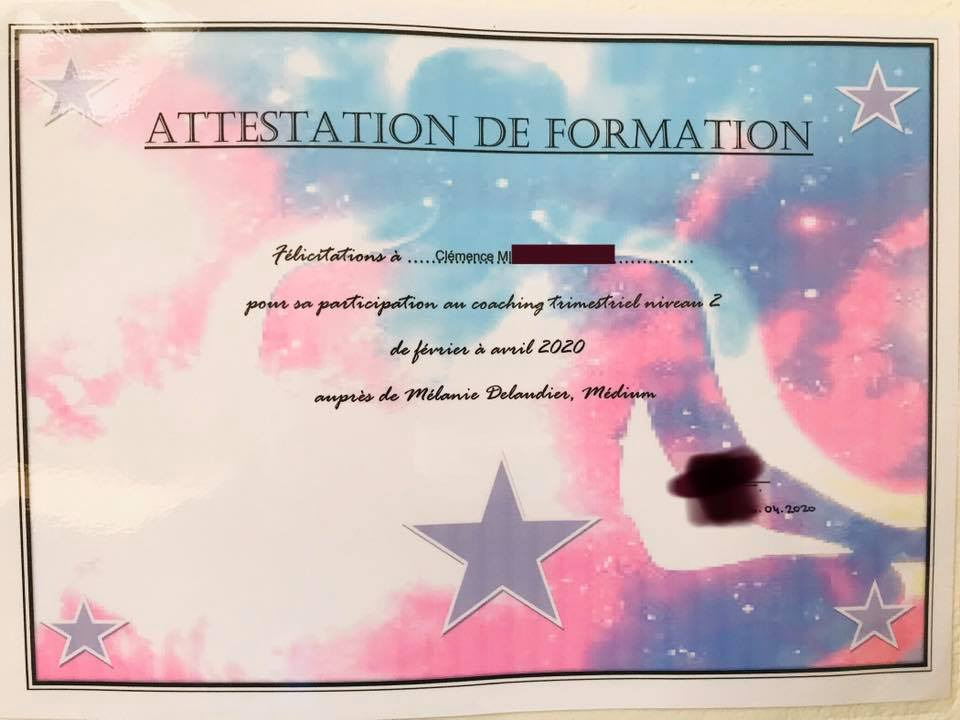 ATTESTATION DE FORMATION
Félicitations à .....Clémence M..............
pour sa participation au coaching trimestriel niveau 2
de février à avril 2020
auprès de Mélanie Delaudier, Médium
.04.2020